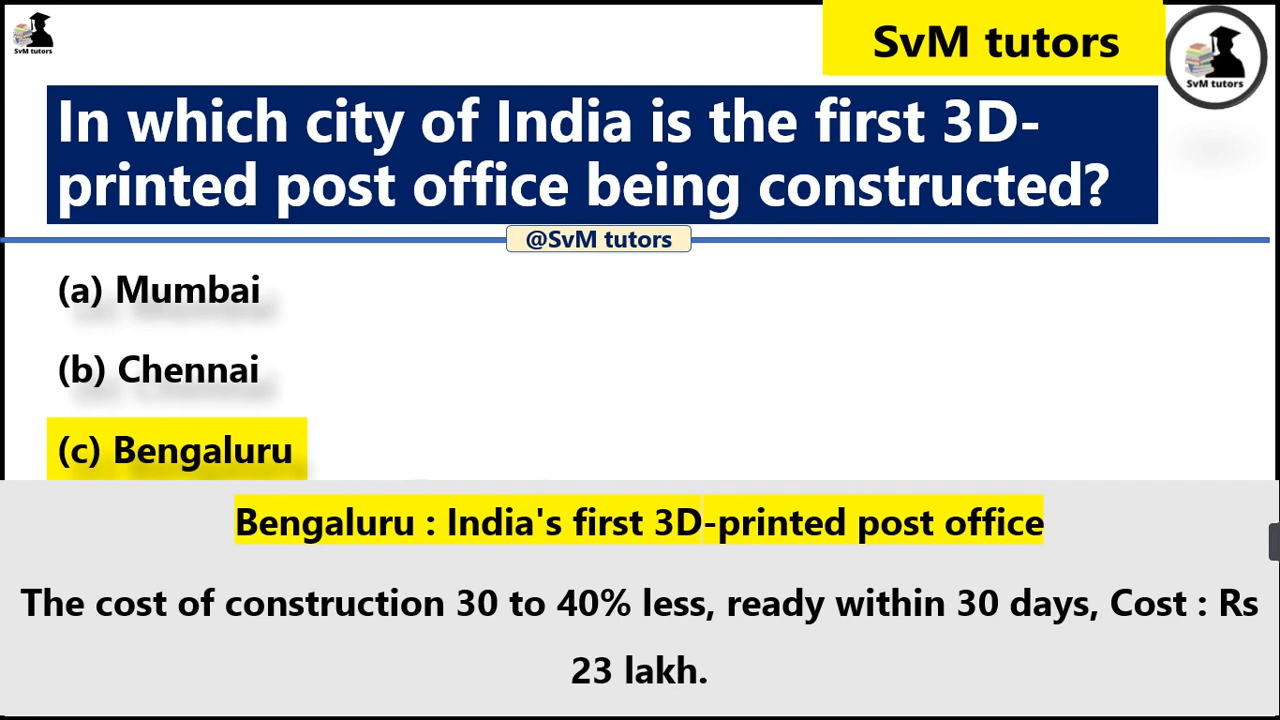 SvM tutors
SvM tutors
SvM tutors
In which city of India is the first 3D-
printed post office being constructed?
@SvM tutors
(a) Mumbai
(b) Chennai
(c) Bengaluru
Bengaluru : India's first 3D-printed post office
The cost of construction 30 to 40% less, ready within 30 days, Cost : Rs
23 lakh.